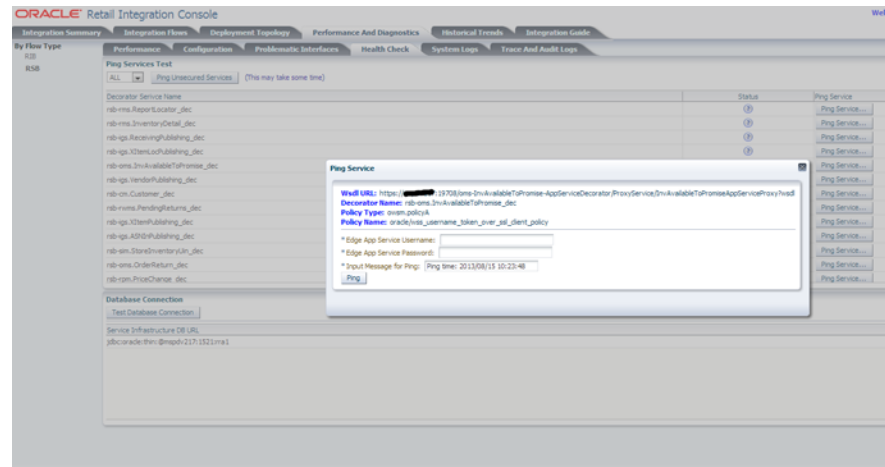 ORACLE Retail Integration Console
Wel
Integration Summary Integration Flows Deployment Topology Performance And Diagnostics Historical Trends Integration Guide
By Flow Type
RIB
RSB
Performance Configuration Problematic Interfaces Health Check System Logs Trace And Audit Logs
Ping Services Test
ALL Ping Unsecured Services (This may take some time)
Decorator Service Name Status Ping Service
rsb-rms.ReportLocator_dec Ping Service...
rsb-rms.InventoryDetail_dec Ping Service...
rsb-igs.ReceivingPublishing_dec Ping Service...
rsb-igs.XItemLocPublishing_dec Ping Service...
rsb-oms.InvAvailableToPromise_dec Ping Service...
rsb-igs.VendorPublishing_dec Ping Service...
rsb-cm.Customer_dec Ping Service...
rsb-rwms.PendingReturns_dec Ping Service...
rsb-igs.XItemPublishing_dec Ping Service...
rsb-igs.ASNInPublishing_dec Ping Service...
rsb-sim.StoreInventoryUin_dec Ping Service...
rsb-oms.OrderReturn_dec Ping Service...
rsb-rpm.PriceChange_dec Ping Service...
Ping Service
Wsdl URL: https:// :19708/oms-InvAvailableToPromise-AppServiceDecorator/ProxyService/InvAvailableToPromiseAppServiceProxy?wsdl
Decorator Name: rsb-oms.InvAvailableToPromise_dec
Policy Type: owsm.policyA
Policy Name: oracle/wss_username_token_over_ssl_client_policy
* Edge App Service Username:
* Edge App Service Password:
* Input Message for Ping: Ping time: 2013/08/15 10:23:48
Ping
Database Connection
Test Database Connection
Service Infrastructure DB URL
jdbc:oracle:thin:@mspdv217:1521:rra1